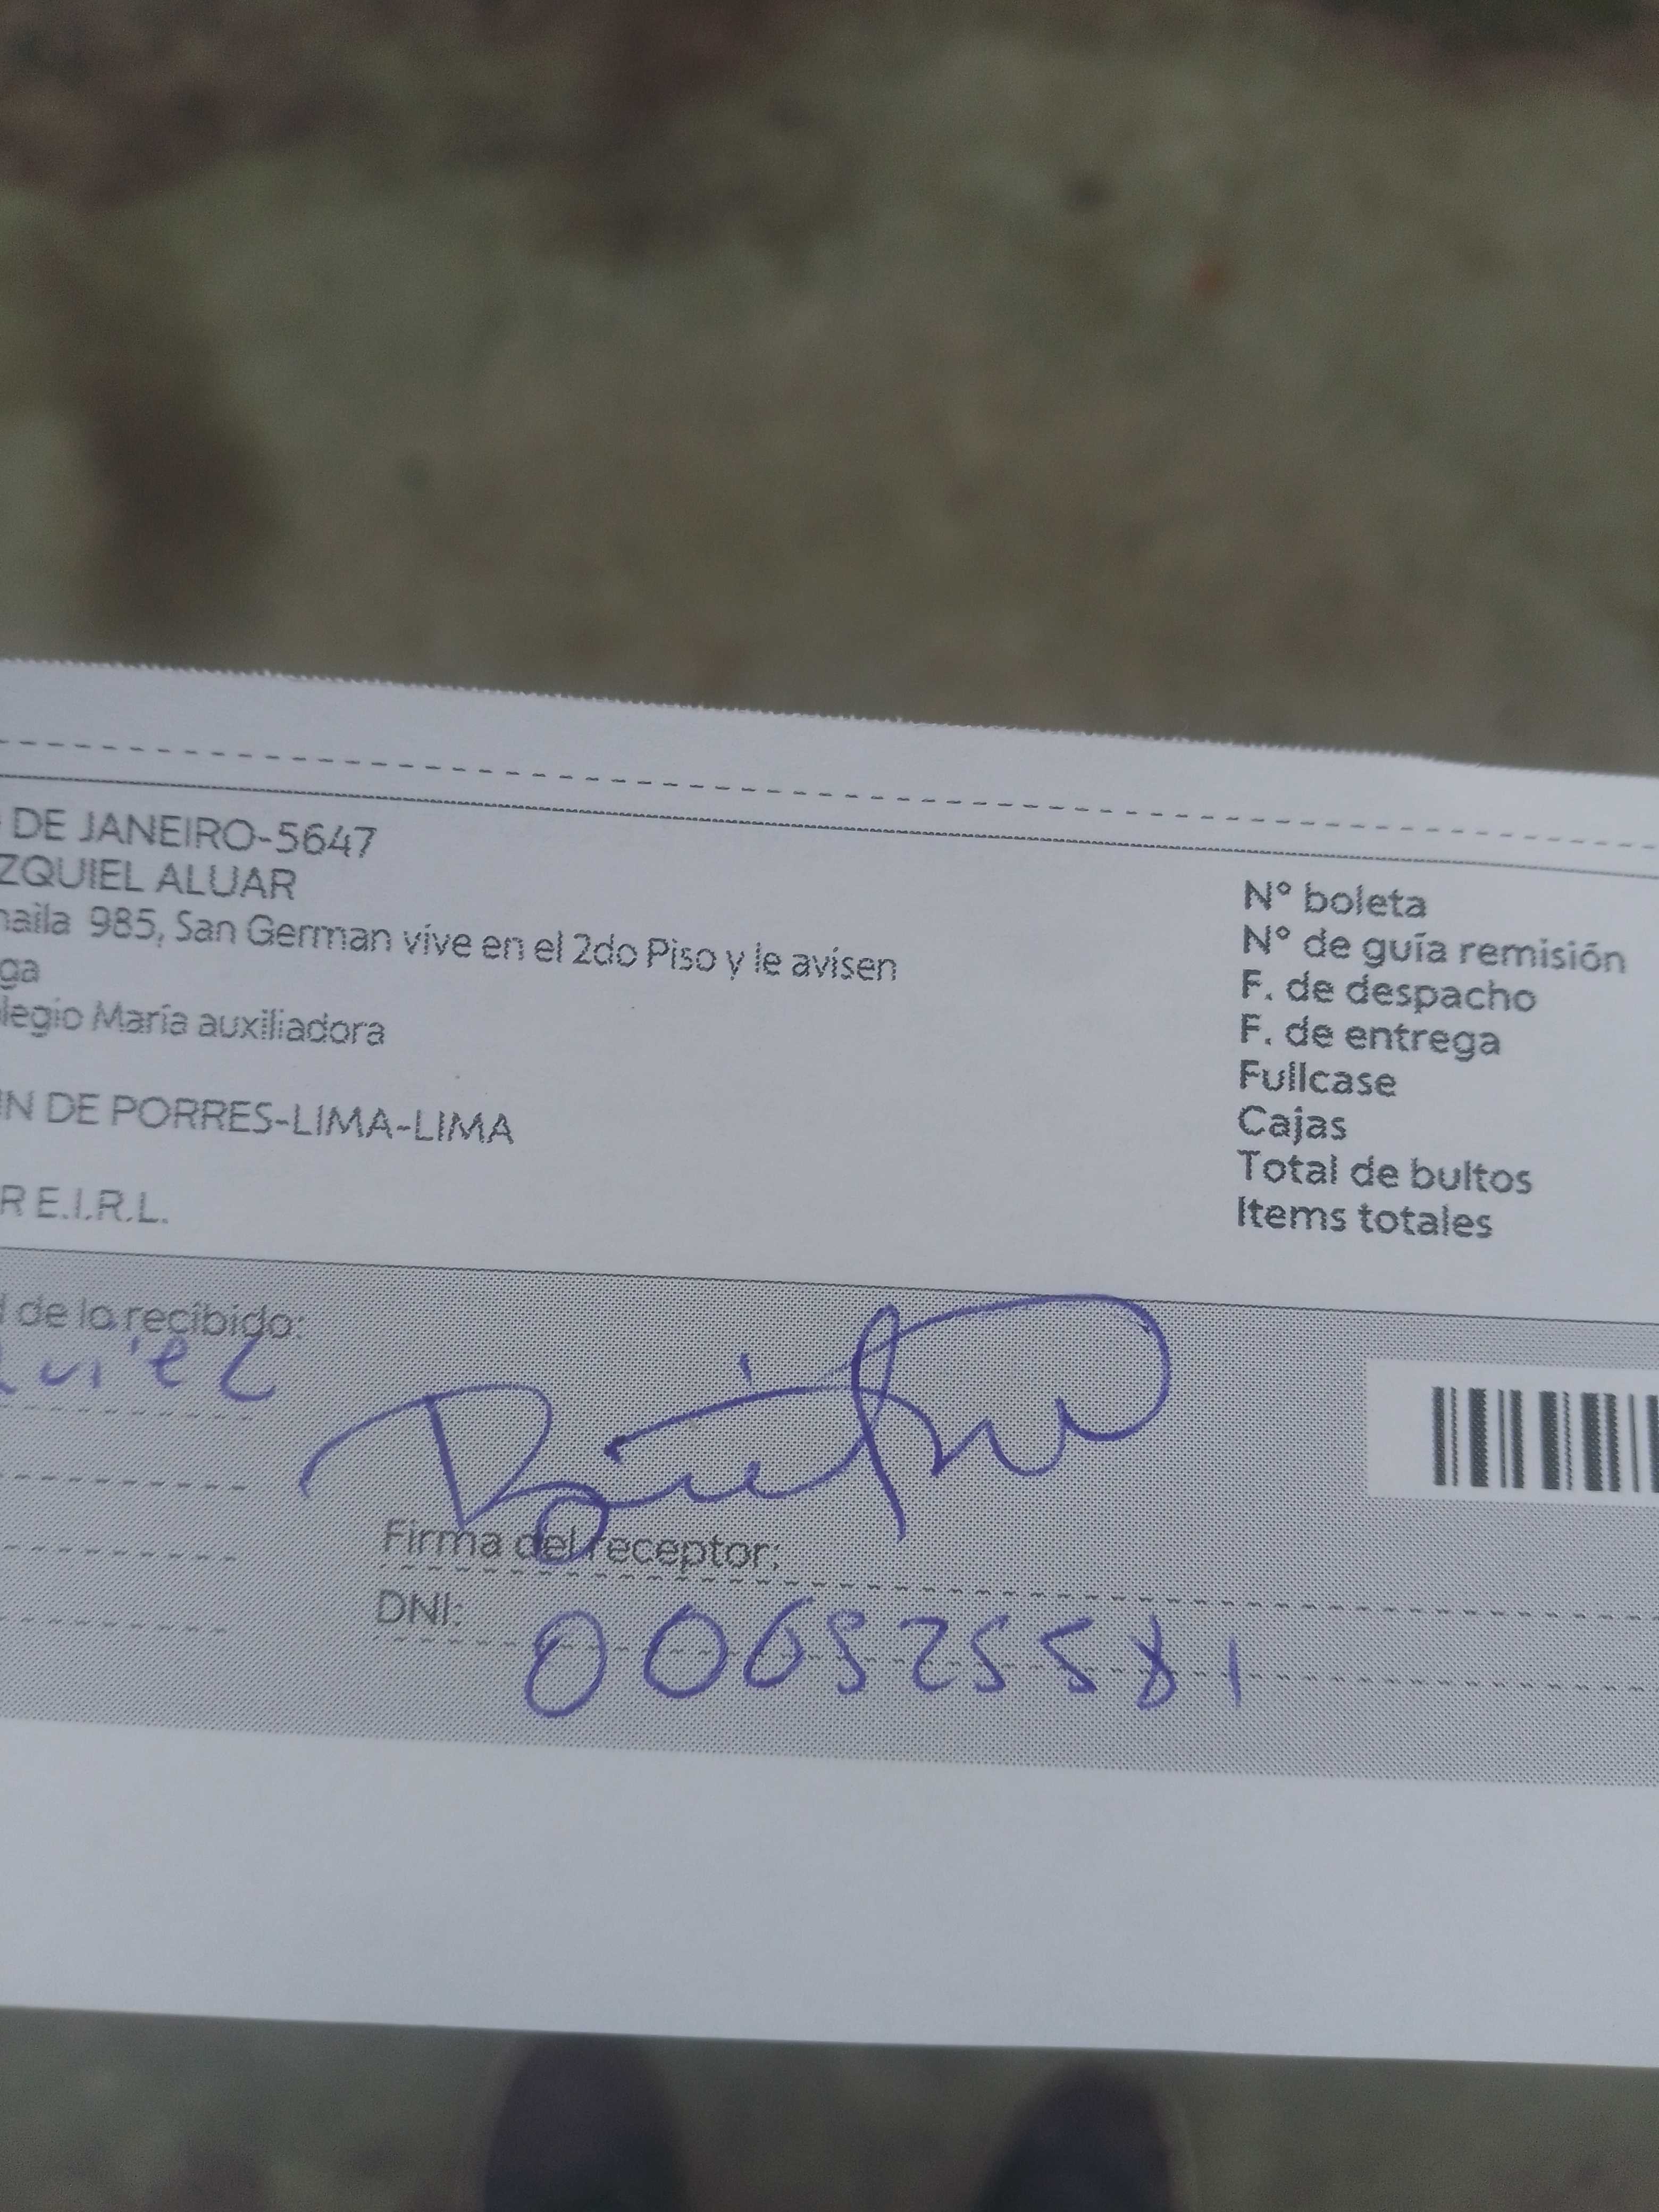 DE JANEIRO-5647
ZQUIEL ALUAR
naila 985, San German vive en el 2do Piso y le avisen
ga
legio María auxiliadora
IN DE PORRES-LIMA-LIMA
R E.I.R.L.
N° boleta
N° de guía remisión
F. de despacho
F. de entrega
Fullcase
Cajas
Total de bultos
Items totales
d de lo recibido:
quiel
Firma del receptor:
DNI: 006525581